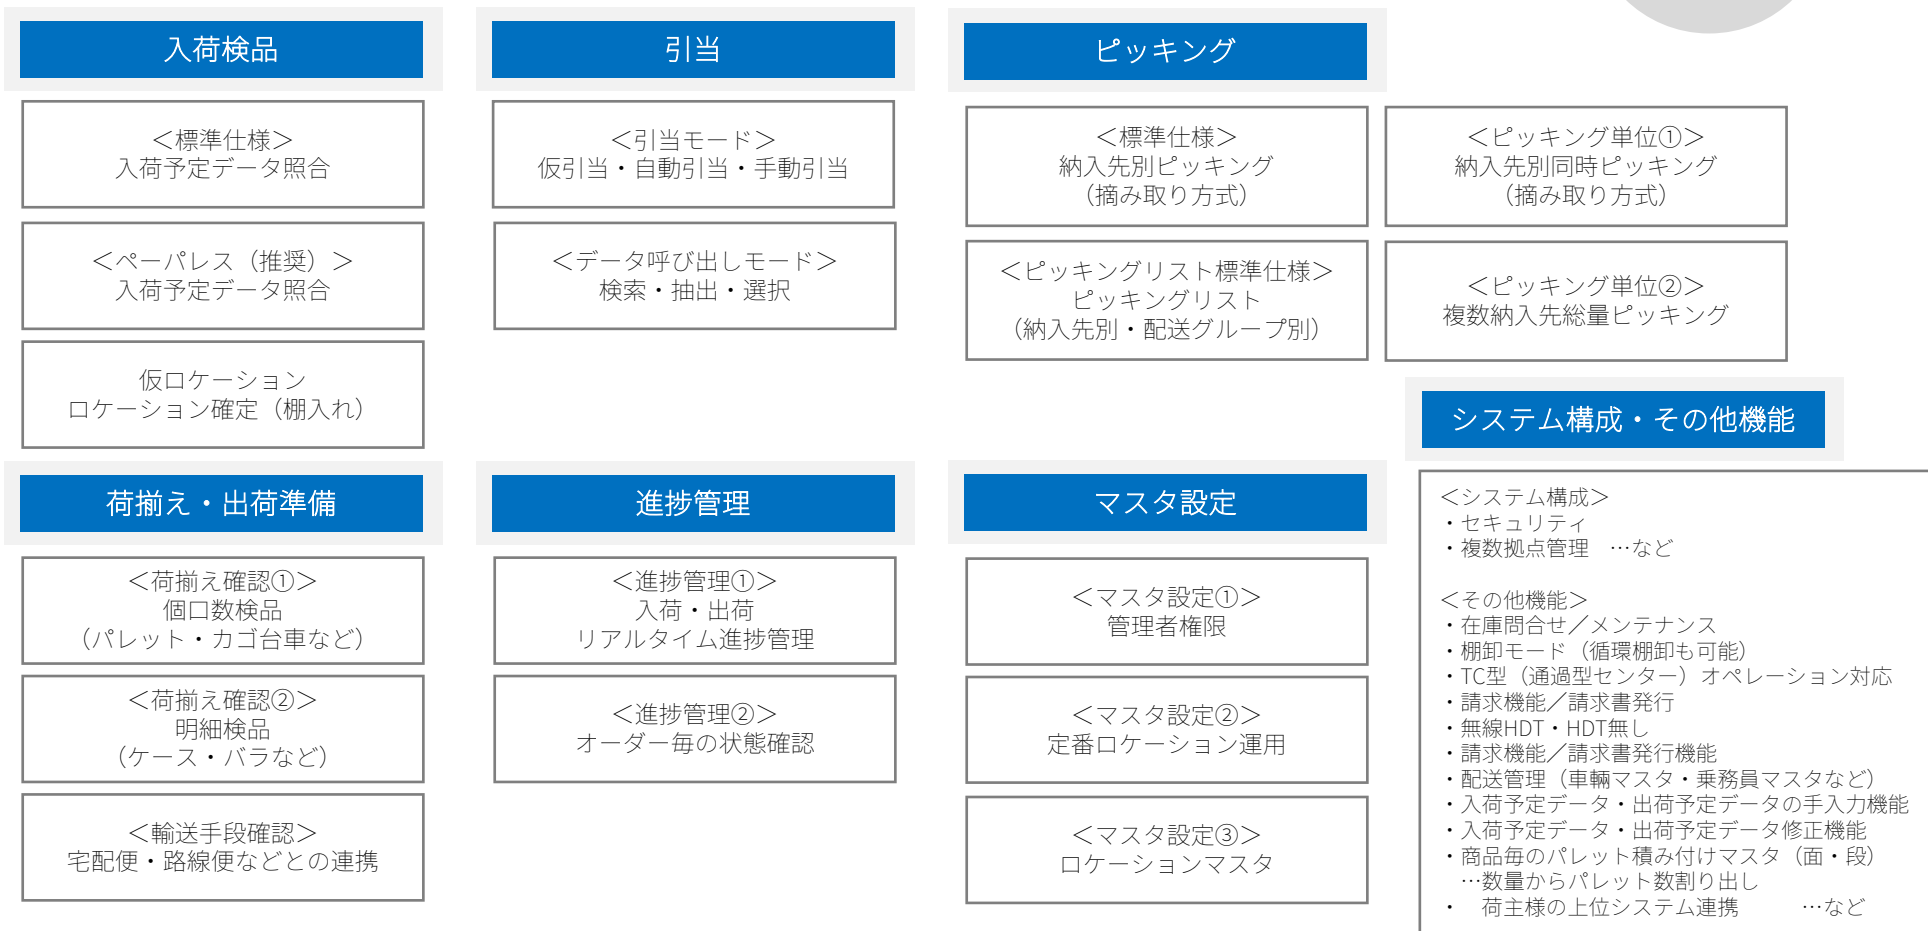 入荷検品
＜標準仕様＞
入荷予定データ照合
＜ペーパレス（推奨）＞
入荷予定データ照合
仮ロケーション
ロケーション確定（棚入れ）
引当
＜引当モード＞
仮引当・自動引当・手動引当
＜データ呼び出しモード＞
検索・抽出・選択
ピッキング
＜標準仕様＞
納入先別ピッキング
（摘み取り方式）
＜ピッキング単位①＞
納入先別同時ピッキング
（摘み取り方式）
＜ピッキングリスト標準仕様＞
ピッキングリスト
（納入先別・配送グループ別）
＜ピッキング単位②＞
複数納入先総量ピッキング
荷揃え・出荷準備
＜荷揃え確認①＞
個口数検品
（パレット・カゴ台車など）
＜荷揃え確認②＞
明細検品
（ケース・バラなど）
＜輸送手段確認＞
宅配便・路線便などとの連携
進捗管理
＜進捗管理①＞
入荷・出荷
リアルタイム進捗管理
＜進捗管理②＞
オーダー毎の状態確認
マスタ設定
＜マスタ設定①＞
管理者権限
＜マスタ設定②＞
定番ロケーション運用
＜マスタ設定③＞
ロケーションマスタ
システム構成・その他機能
＜システム構成＞
・セキュリティ
・複数拠点管理　…など
＜その他機能＞
・在庫問合せ／メンテナンス
・棚卸モード（循環棚卸も可能）
・TC型（通過型センター）オペレーション対応
・請求機能／請求書発行
・無線HDT・HDT無し
・請求機能／請求書発行機能
・配送管理（車輌マスタ・乗務員マスタなど）
・入荷予定データ・出荷予定データの手入力機能
・入荷予定データ・出荷予定データ修正機能
・商品毎のパレット積み付けマスタ（面・段）
…数量からパレット数割り出し
・　荷主様の上位システム連携　　　…など